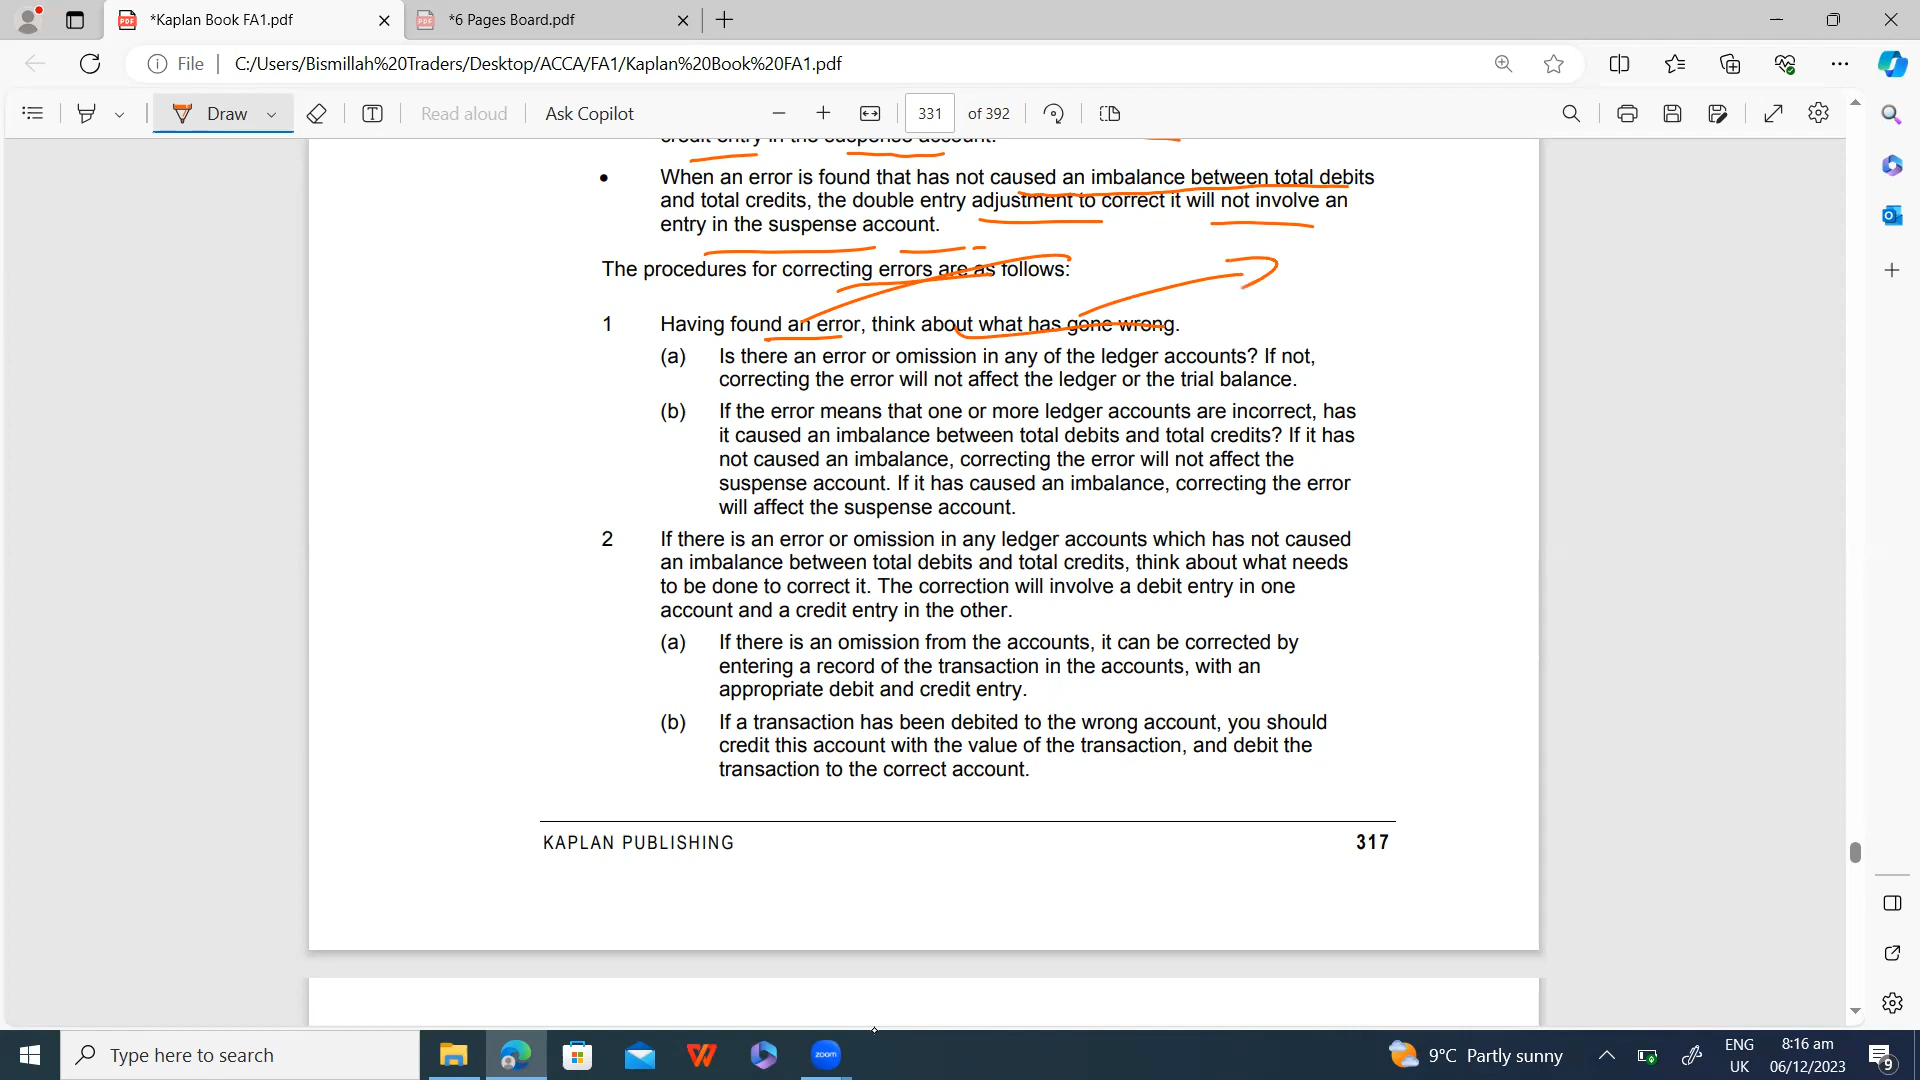 *Kaplan Book FA1.pdf
*6 Pages Board.pdf
File
C:/Users/Bismillah%20Traders/Desktop/ACCA/FA1/Kaplan%20Book%20FA1.pdf
Draw
Read aloud
Ask Copilot
331 of 392
credit entry in the suspense account.
• When an error is found that has not caused an imbalance between total debits
and total credits, the double entry adjustment to correct it will not involve an
entry in the suspense account.
The procedures for correcting errors are as follows:
1 Having found an error, think about what has gone wrong.
(a) Is there an error or omission in any of the ledger accounts? If not,
correcting the error will not affect the ledger or the trial balance.
(b) If the error means that one or more ledger accounts are incorrect, has
it caused an imbalance between total debits and total credits? If it has
not caused an imbalance, correcting the error will not affect the
suspense account. If it has caused an imbalance, correcting the error
will affect the suspense account.
2 If there is an error or omission in any ledger accounts which has not caused
an imbalance between total debits and total credits, think about what needs
to be done to correct it. The correction will involve a debit entry in one
account and a credit entry in the other.
(a) If there is an omission from the accounts, it can be corrected by
entering a record of the transaction in the accounts, with an
appropriate debit and credit entry.
(b) If a transaction has been debited to the wrong account, you should
credit this account with the value of the transaction, and debit the
transaction to the correct account.
KAPLAN PUBLISHING 317
Type here to search
zoom
9°C Partly sunny
ENG
UK
8:16 am
06/12/2023
9